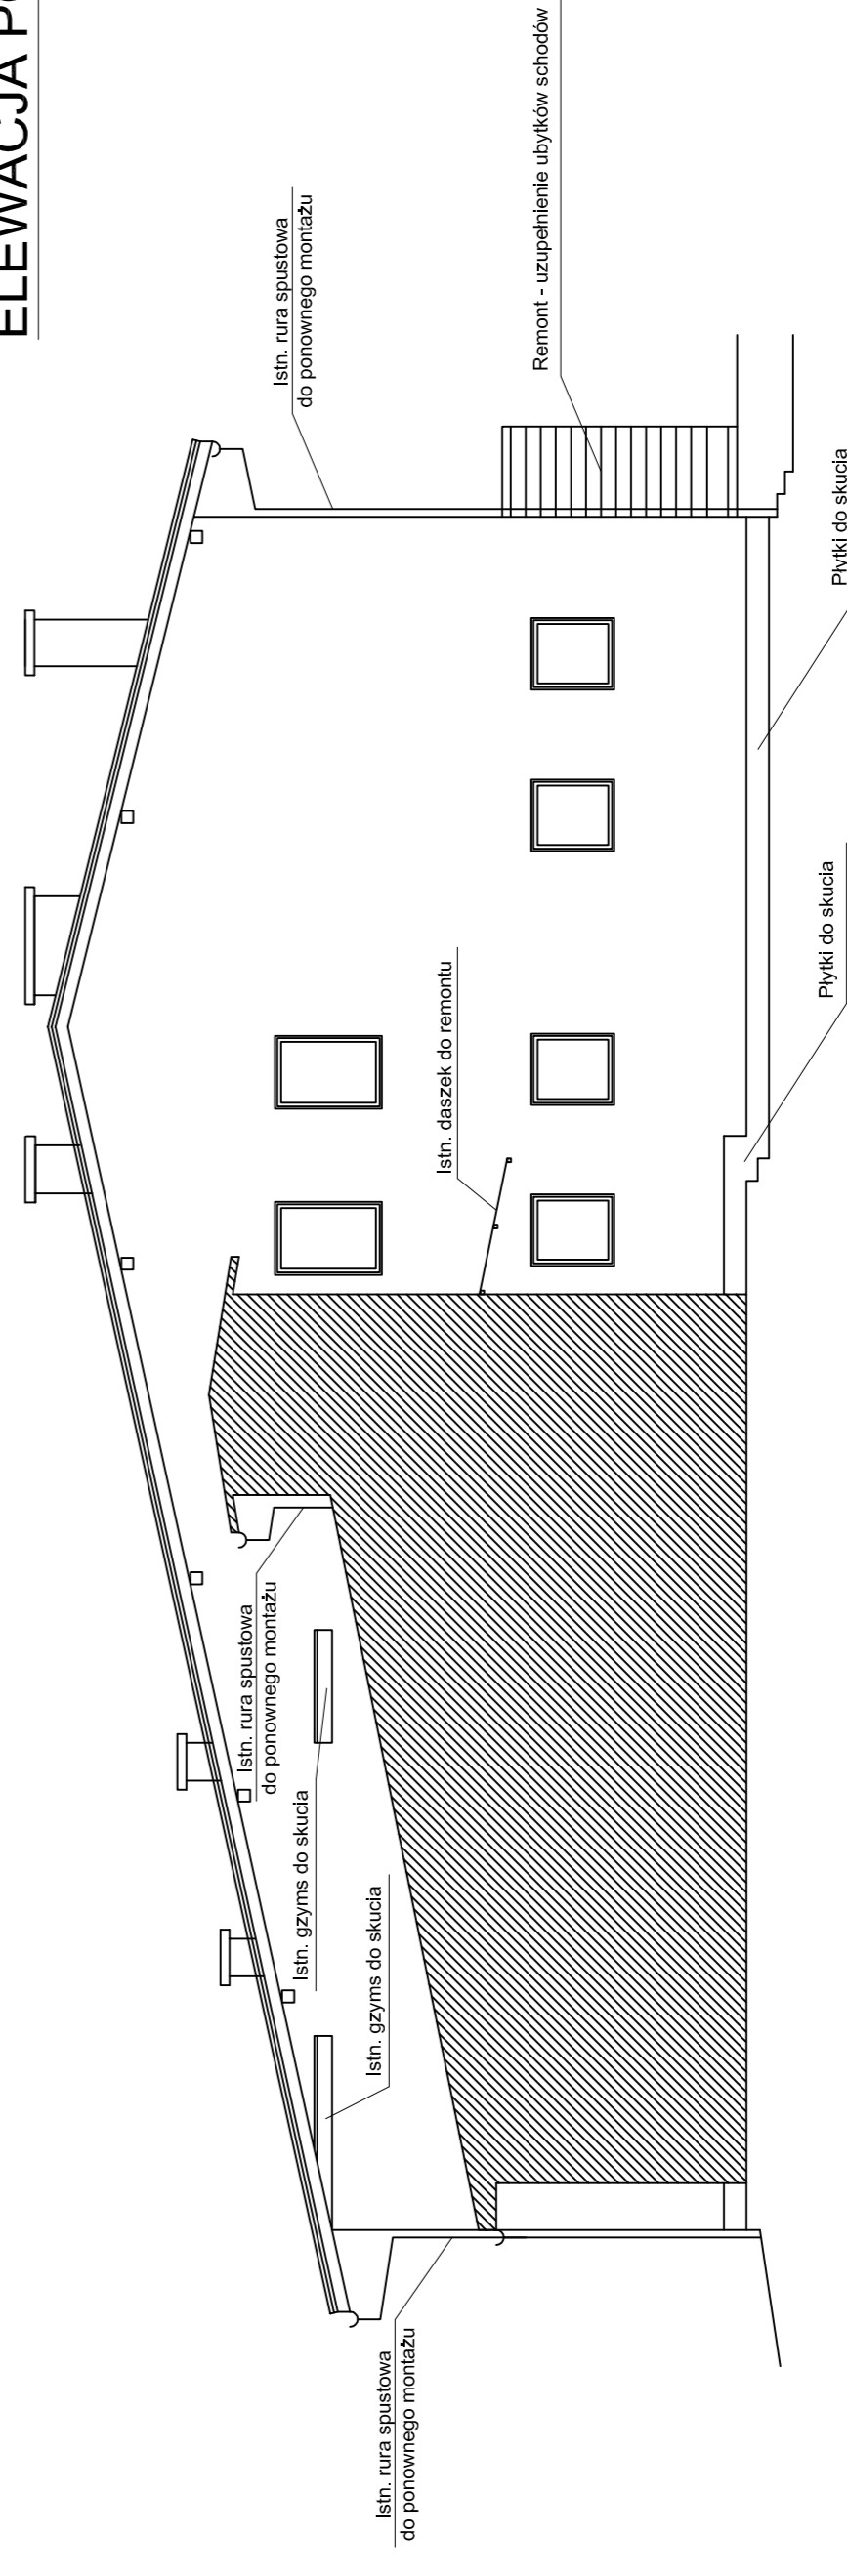 ELEWACJA
Istn. rura spustowa
do ponownego montażu
Remont - uzupełnienie ubytków schodów
Istn. daszek do remontu
Płytki do skucia
Płytki do skucia
Istn. rura spustowa
do ponownego montażu
Istn. gzyms do skucia
Istn. gzyms do skucia
Istn. rura spustowa
do ponownego montażu